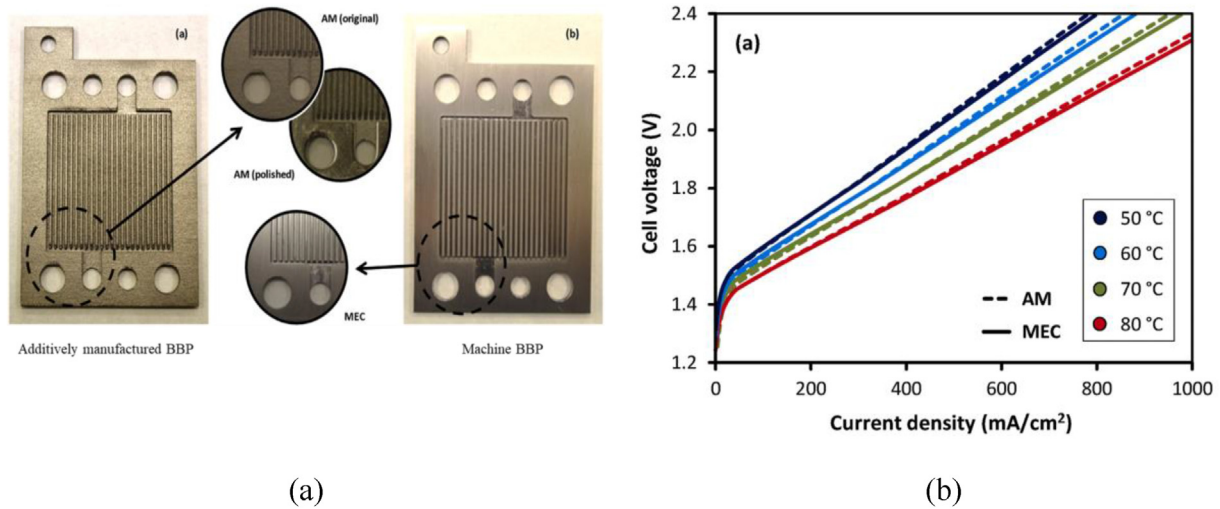 (a)
AM (original)
AM (polished)
MEC
(b)
Additively manufactured BBP
Machine BBP
(a)
Cell voltage (V)
2.4
2.2
2.0
1.8
1.6
1.4
1.2
50 °C
60 °C
70 °C
80 °C
AM
MEC
0
200
400
600
800
1000
Current density (mA/cm²)
(a)
(b)